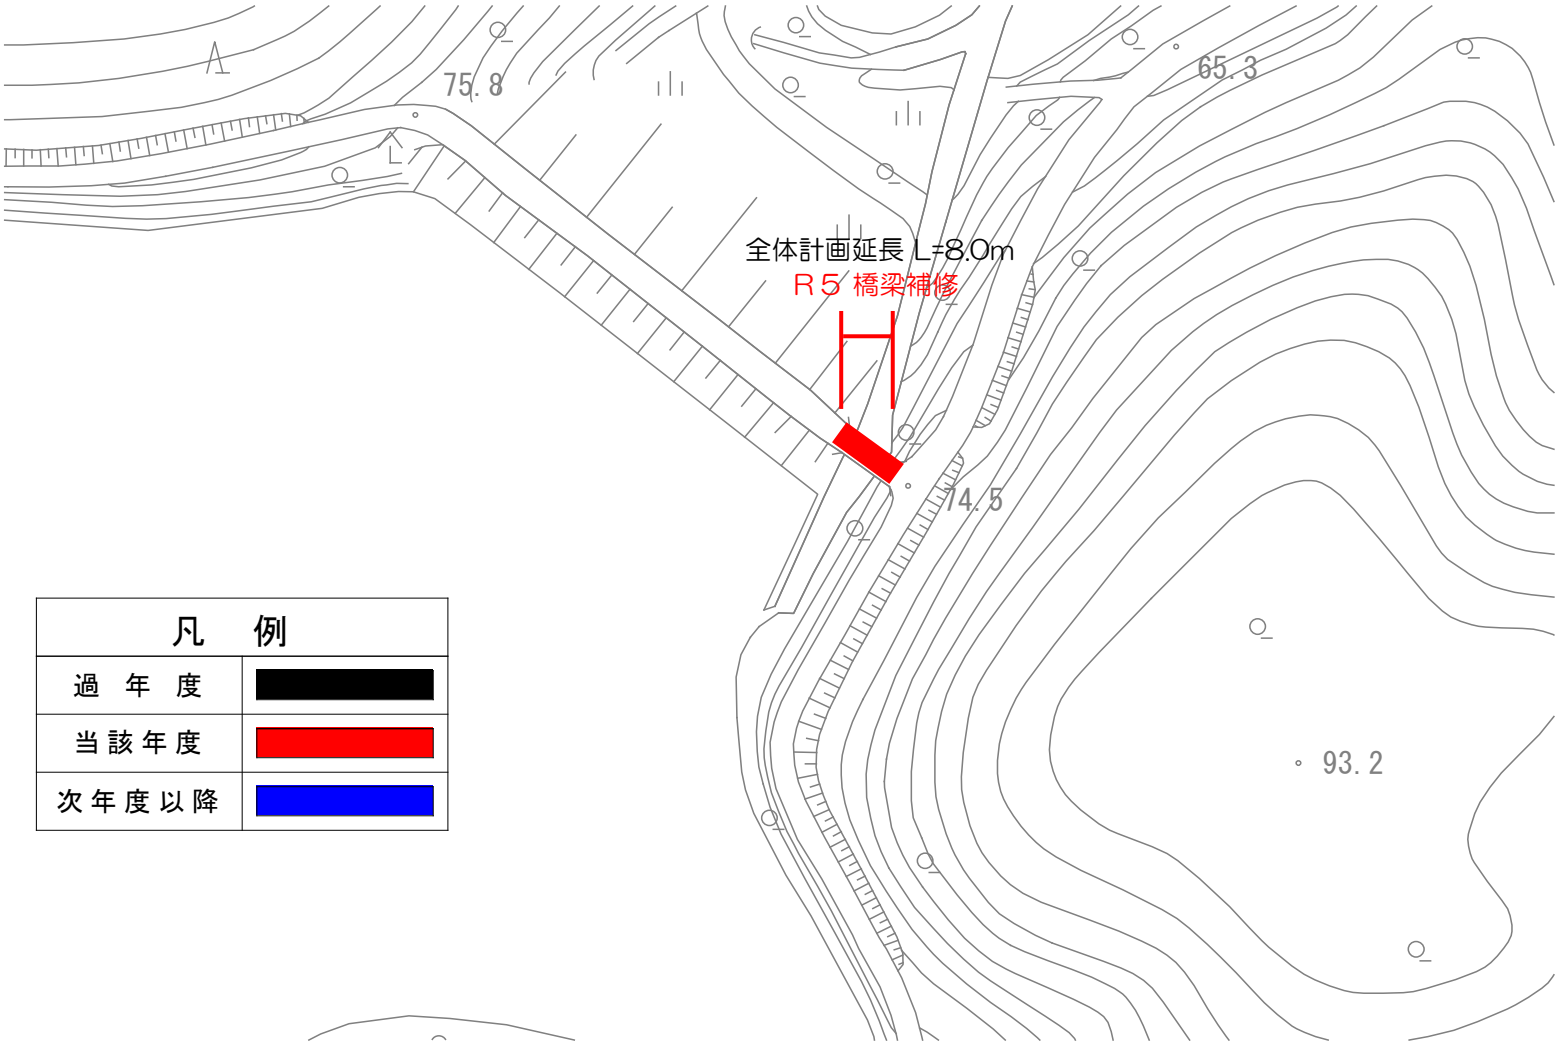 75.8
65.3
全体計画延長 L=8.0m
R5 橋梁補修
74.5
凡 例
過 年 度
当該年度
次年度以降
93.2